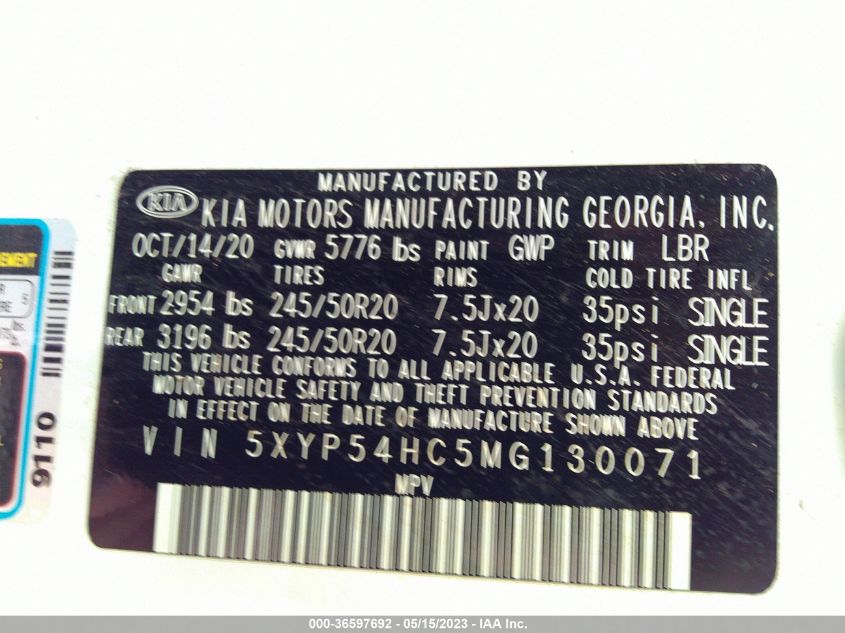 MANUFACTURED BY
KIA KIA MOTORS MANUFACTURING GEORGIA, INC.
OCT/14/20 GVWR 5776 lbs PAINT GWP TRIM LBR
GAWR TIRES RIMS COLD TIRE INFL
FRONT 2954 lbs 245/50R20 7.5Jx20 35psi SINGLE
REAR 3196 lbs 245/50R20 7.5Jx20 35psi SINGLE
THIS VEHICLE CONFORMS TO ALL APPLICABLE U.S.A. FEDERAL
MOTOR VEHICLE SAFETY AND THEFT PREVENTION STANDARDS
IN EFFECT ON THE DATE OF MANUFACTURE SHOWN ABOVE
VIN 5XYP54HC5MG130071
MPV
9110
000-36597692 - 05/15/2023 - IAA Inc.